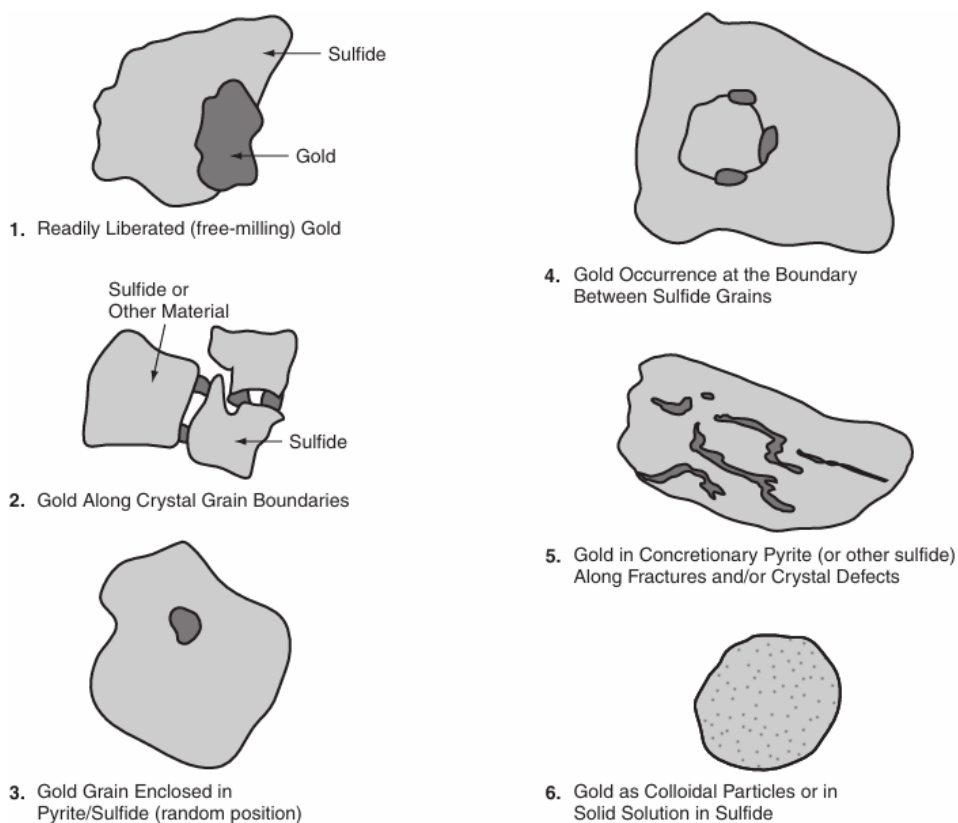 Sulfide
Gold
1. Readily Liberated (free-milling) Gold
Sulfide or
Other Material
Sulfide
2. Gold Along Crystal Grain Boundaries
3. Gold Grain Enclosed in
Pyrite/Sulfide (random position)
4. Gold Occurrence at the Boundary
Between Sulfide Grains
5. Gold in Concretionary Pyrite (or other sulfide)
Along Fractures and/or Crystal Defects
6. Gold as Colloidal Particles or in
Solid Solution in Sulfide